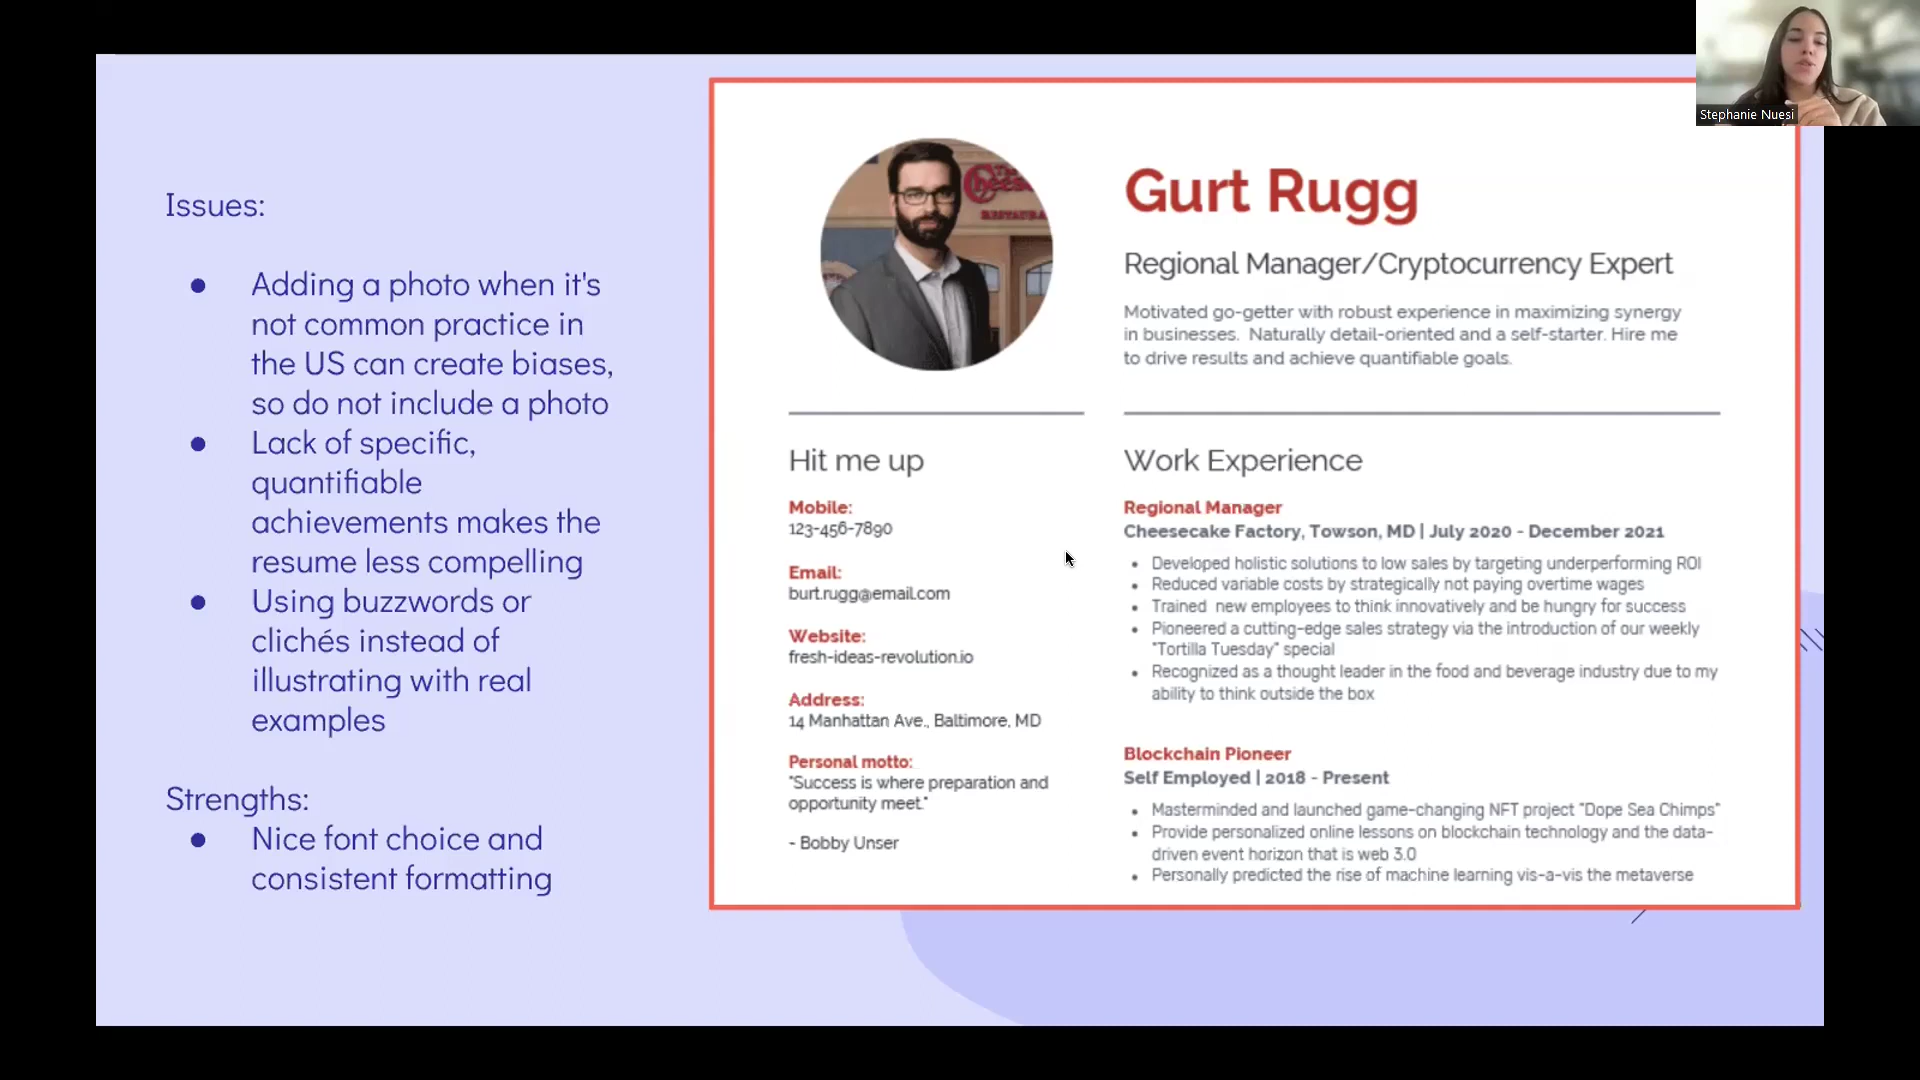 Stephanie Nuesi
Issues:
● Adding a photo when it's
not common practice in
the US can create biases,
so do not include a photo
● Lack of specific,
quantifiable
achievements makes the
resume less compelling
● Using buzzwords or
clichés instead of
illustrating with real
examples
Strengths:
● Nice font choice and
consistent formatting
Gurt Rugg
Regional Manager/Cryptocurrency Expert
Motivated go-getter with robust experience in maximizing synergy
in businesses. Naturally detail-oriented and a self-starter. Hire me
to drive results and achieve quantifiable goals.
Hit me up
Mobile:
123-456-7890
Email:
burt.rugg@email.com
Website:
fresh-ideas-revolution.io
Address:
14 Manhattan Ave., Baltimore, MD
Personal motto:
"Success is where preparation and
opportunity meet."
- Bobby Unser
Work Experience
Regional Manager
Cheesecake Factory, Towson, MD | July 2020 - December 2021
• Developed holistic solutions to low sales by targeting underperforming ROI
• Reduced variable costs by strategically not paying overtime wages
• Trained new employees to think innovatively and be hungry for success
• Pioneered a cutting-edge sales strategy via the introduction of our weekly
"Tortilla Tuesday" special
• Recognized as a thought leader in the food and beverage industry due to my
ability to think outside the box
Blockchain Pioneer
Self Employed | 2018 - Present
• Masterminded and launched game-changing NFT project "Dope Sea Chimps"
• Provide personalized online lessons on blockchain technology and the data-
driven event horizon that is web 3.0
• Personally predicted the rise of machine learning vis-a-vis the metaverse